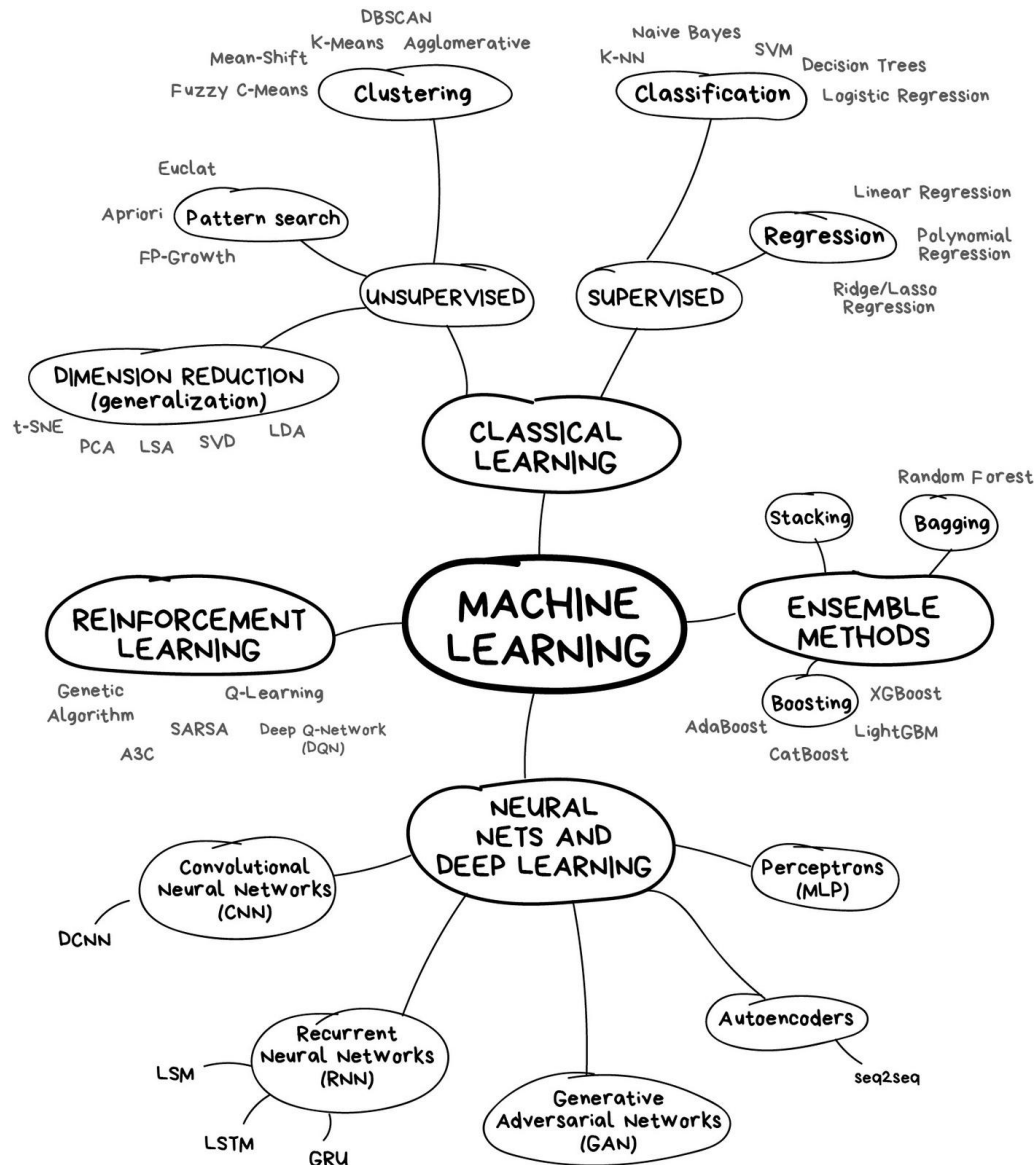 DBSCAN
K-Means
Agglomerative
Mean-Shift
Fuzzy C-Means
Clustering
Naive Bayes
SVM
K-NN
Decision Trees
Classification
Logistic Regression
Euclat
Apriori
Pattern search
FP-Growth
Linear Regression
Regression
Polynomial
Regression
Ridge/Lasso
Regression
UNSUPERVISED
SUPERVISED
DIMENSION REDUCTION
(generalization)
t-SNE
PCA
LSA
SVD
LDA
CLASSICAL
LEARNING
Random Forest
Stacking
Bagging
MACHINE
LEARNING
REINFORCEMENT
LEARNING
ENSEMBLE
METHODS
Genetic
Algorithm
Q-Learning
SARSA
Deep Q-Network
(DQN)
A3C
Boosting
XGBoost
AdaBoost
LightGBM
CatBoost
NEURAL
NETS AND
DEEP LEARNING
Convolutional
Neural Networks
(CNN)
DCNN
Perceptrons
(MLP)
Recurrent
Neural Networks
(RNN)
LSM
LSTM
GRU
Generative
Adversarial Networks
(GAN)
Autoencoders
seq2seq